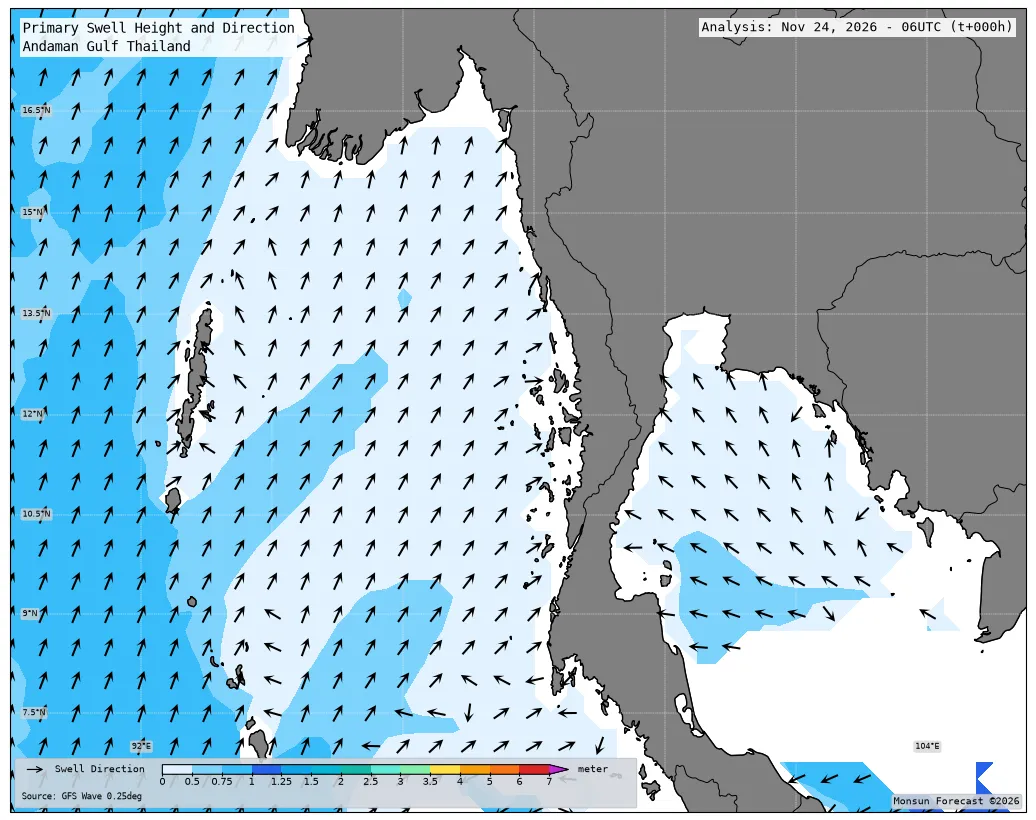 Primary Swell Height and Direction
Andaman Gulf Thailand
Analysis: Nov 24, 2026 - 06UTC (t+000h)
16.5°N
15°N
13.5°N
12°N
10.5°N
9°N
7.5°N
92°E
104°E
Swell Direction
0 0.5 0.75 1 1.25 1.5 2 2.5 3 3.5 4 5 6 7
meter
Source: GFS Wave 0.25deg
Monsun Forecast ©2026